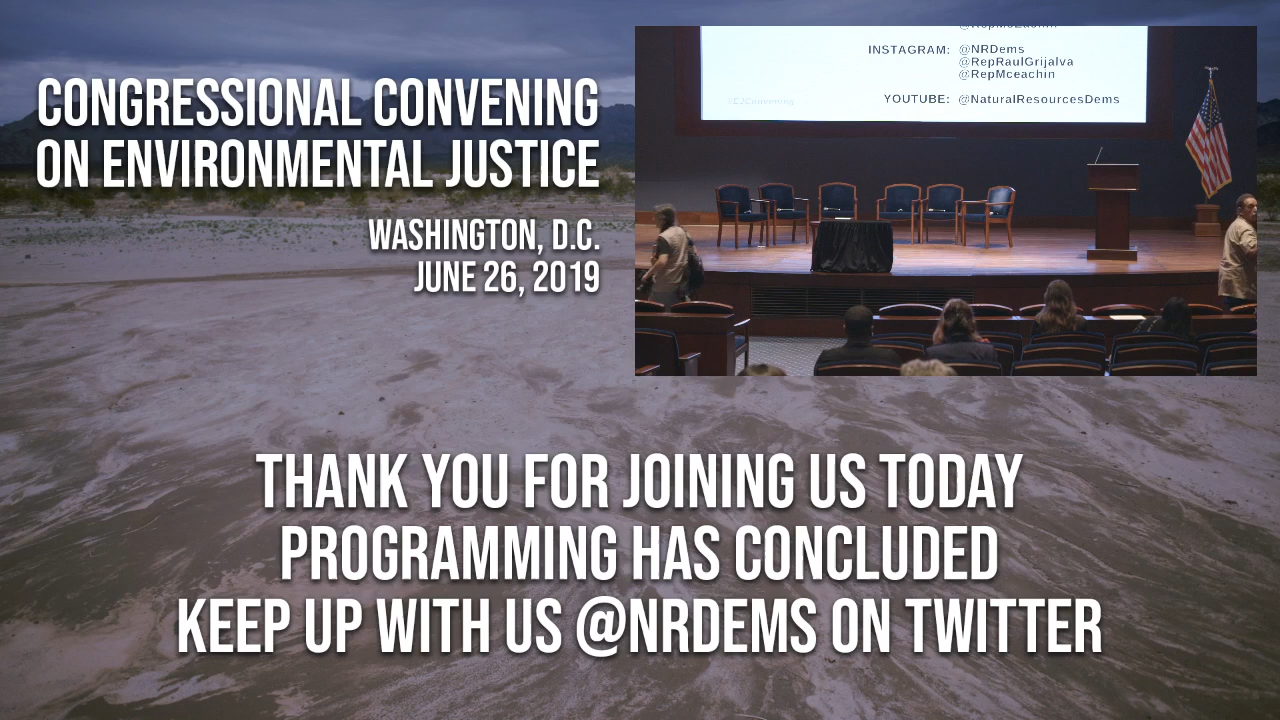 CONGRESSIONAL CONVENING
ON ENVIRONMENTAL JUSTICE
WASHINGTON, D.C.
JUNE 26, 2019
INSTAGRAM: @NRDems
@RepRaulGrijalva
@RepMceachin
#EJConvening
YOUTUBE: @NaturalResourcesDems
THANK YOU FOR JOINING US TODAY
PROGRAMMING HAS CONCLUDED
KEEP UP WITH US @NRDEMS ON TWITTER